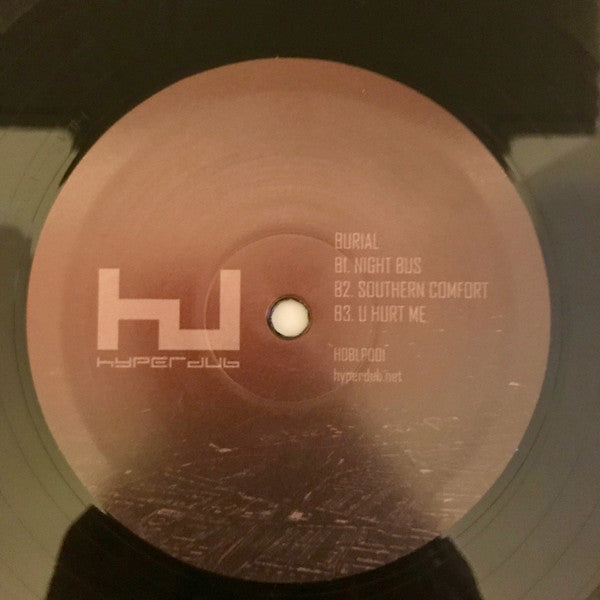 BURIAL
B1. NIGHT BUS
B2. SOUTHERN COMFORT
B3. U HURT ME
HDBLP001
hyperdub.net
hyperdub